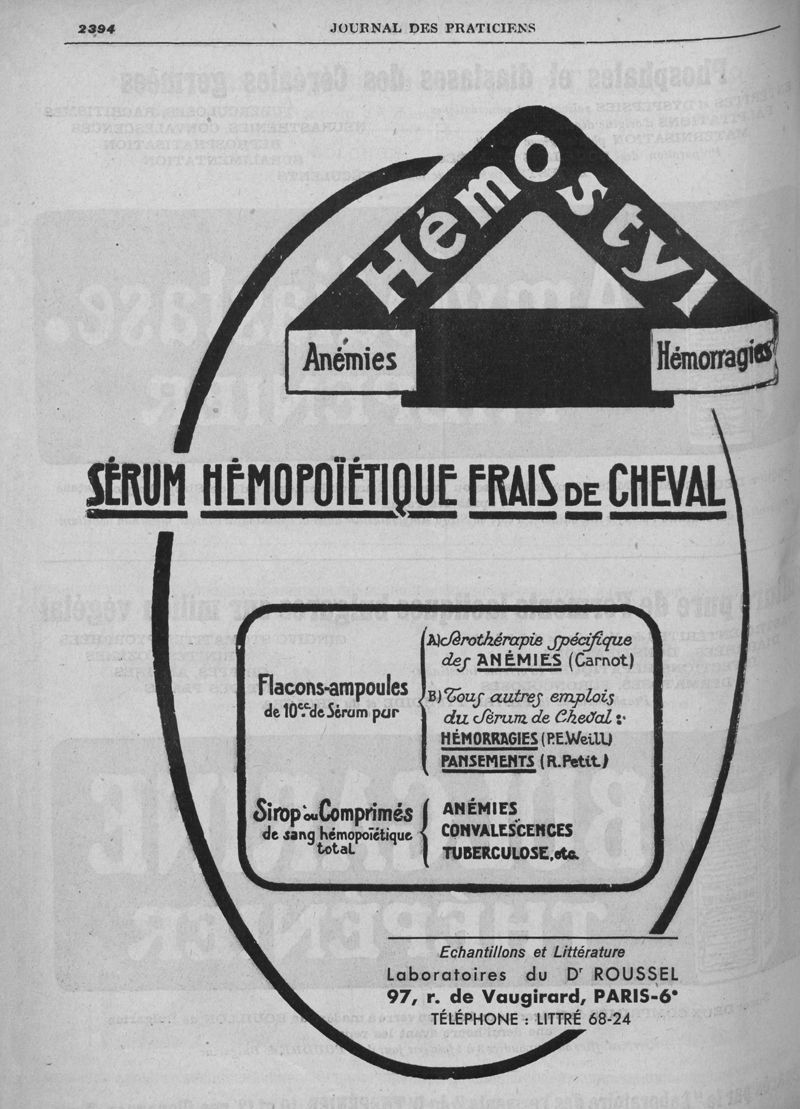 2394
JOURNAL DES PRATICIENS
Hémostyl
Anémies
Hémorragies
SÉRUM HÉMOPOÏÉTIQUE FRAIS DE CHEVAL
Flacons-ampoules
de 10cc. de Sérum pur
A) Sérothérapie spécifique
des ANÉMIES (Carnot)
B) Tous autres emplois
du Sérum de Cheval :
HÉMORRAGIES (P.E.Weill)
PANSEMENTS (R.Petit)
Sirop ou Comprimés
de sang hémopoïétique
total
ANÉMIES
CONVALESCENCES
TUBERCULOSE, etc.
Echantillons et Littérature
Laboratoires du Dr ROUSSEL
97, r. de Vaugirard, PARIS-6e
TÉLÉPHONE : LITTRÉ 68-24